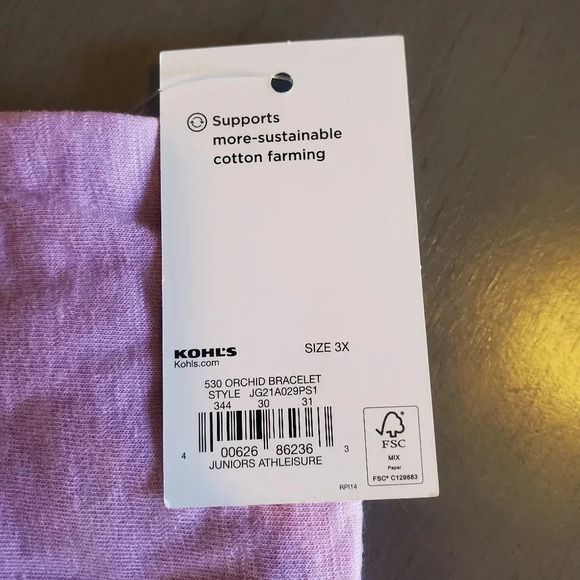 Supports
more-sustainable
cotton farming
KOHL'S
Kohls.com
SIZE 3X
530 ORCHID BRACELET
STYLE JG21A029PS1
344 30 31
4 00626 86236 3
JUNIORS ATHLEISURE
RPI14
FSC
MIX
Paper
FSC® C129883